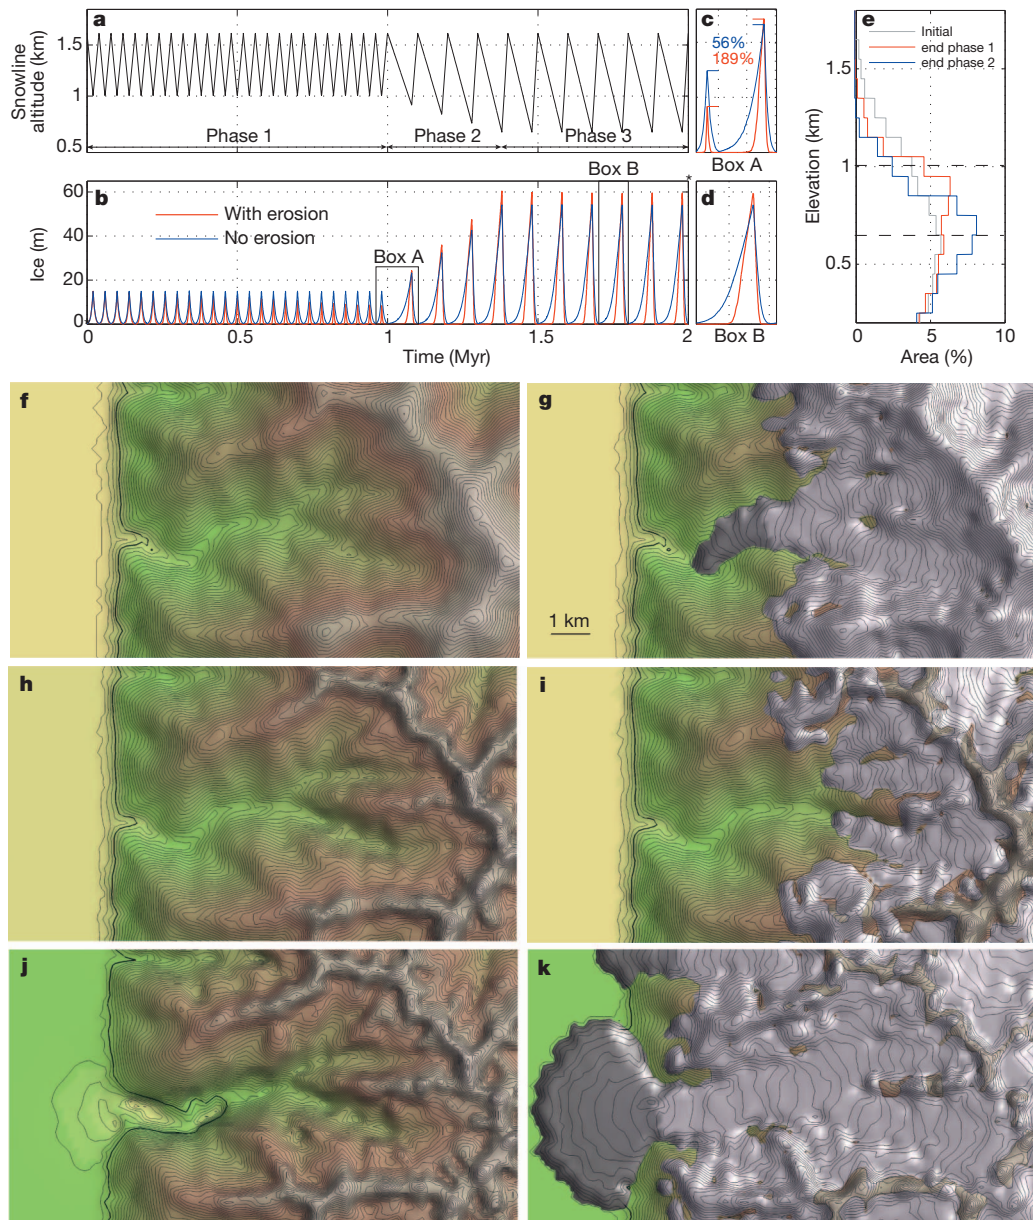 a
Snowline
altitude (km)
1.5
1
0.5
Phase 1
Phase 2
Phase 3
c
56%
189%
Box A
e
Initial
end phase 1
end phase 2
1.5
1.0
0.5
Elevation (km)
0
5
10
Area (%)
b
Ice (m)
60
40
20
0
With erosion
No erosion
Box A
Box B
*
0
0.5
1
1.5
2
Time (Myr)
d
Box B
f
g
1 km
h
i
j
k